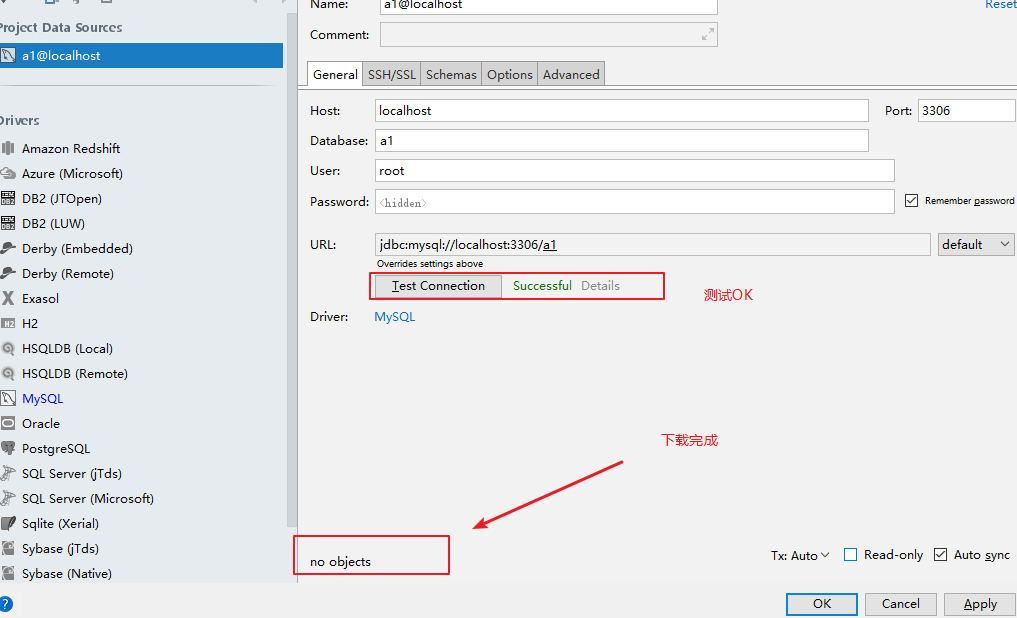 Name: a1@localhost Reset
Project Data Sources
Comment:
a1@localhost
General SSH/SSL Schemas Options Advanced
Host: localhost Port: 3306
Drivers
Database: a1
Amazon Redshift
User: root
Azure (Microsoft)
DB2 (JTOpen)
Password: <hidden> Remember password
DB2 (LUW)
URL: jdbc:mysql://localhost:3306/a1 default
Derby (Embedded)
Overrides settings above
Derby (Remote)
Test Connection Successful Details 测试OK
Exasol
Driver: MySQL
H2
HSQLDB (Local)
HSQLDB (Remote)
MySQL
Oracle
下载完成
PostgreSQL
SQL Server (jTds)
SQL Server (Microsoft)
Sqlite (Xerial)
Sybase (jTds)
no objects Tx: Auto Read-only Auto sync
Sybase (Native)
? OK Cancel Apply